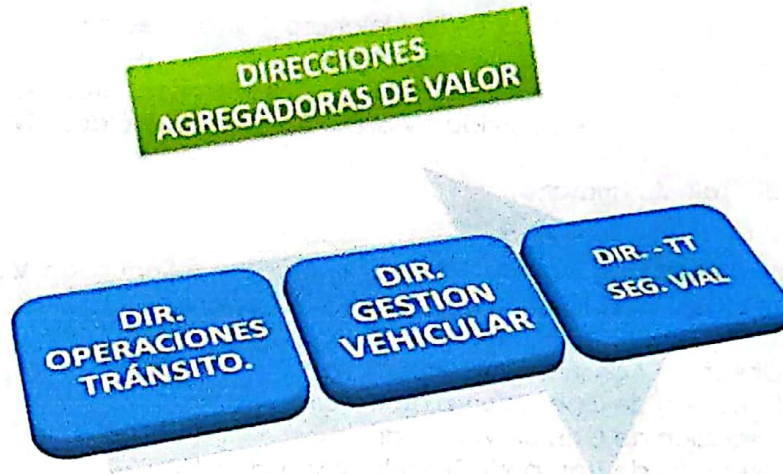 DIRECCIONES
AGREGADORAS DE VALOR
DIR.
OPERACIONES
TRÁNSITO.
DIR.
GESTION
VEHICULAR
DIR. - TT
SEG. VIAL